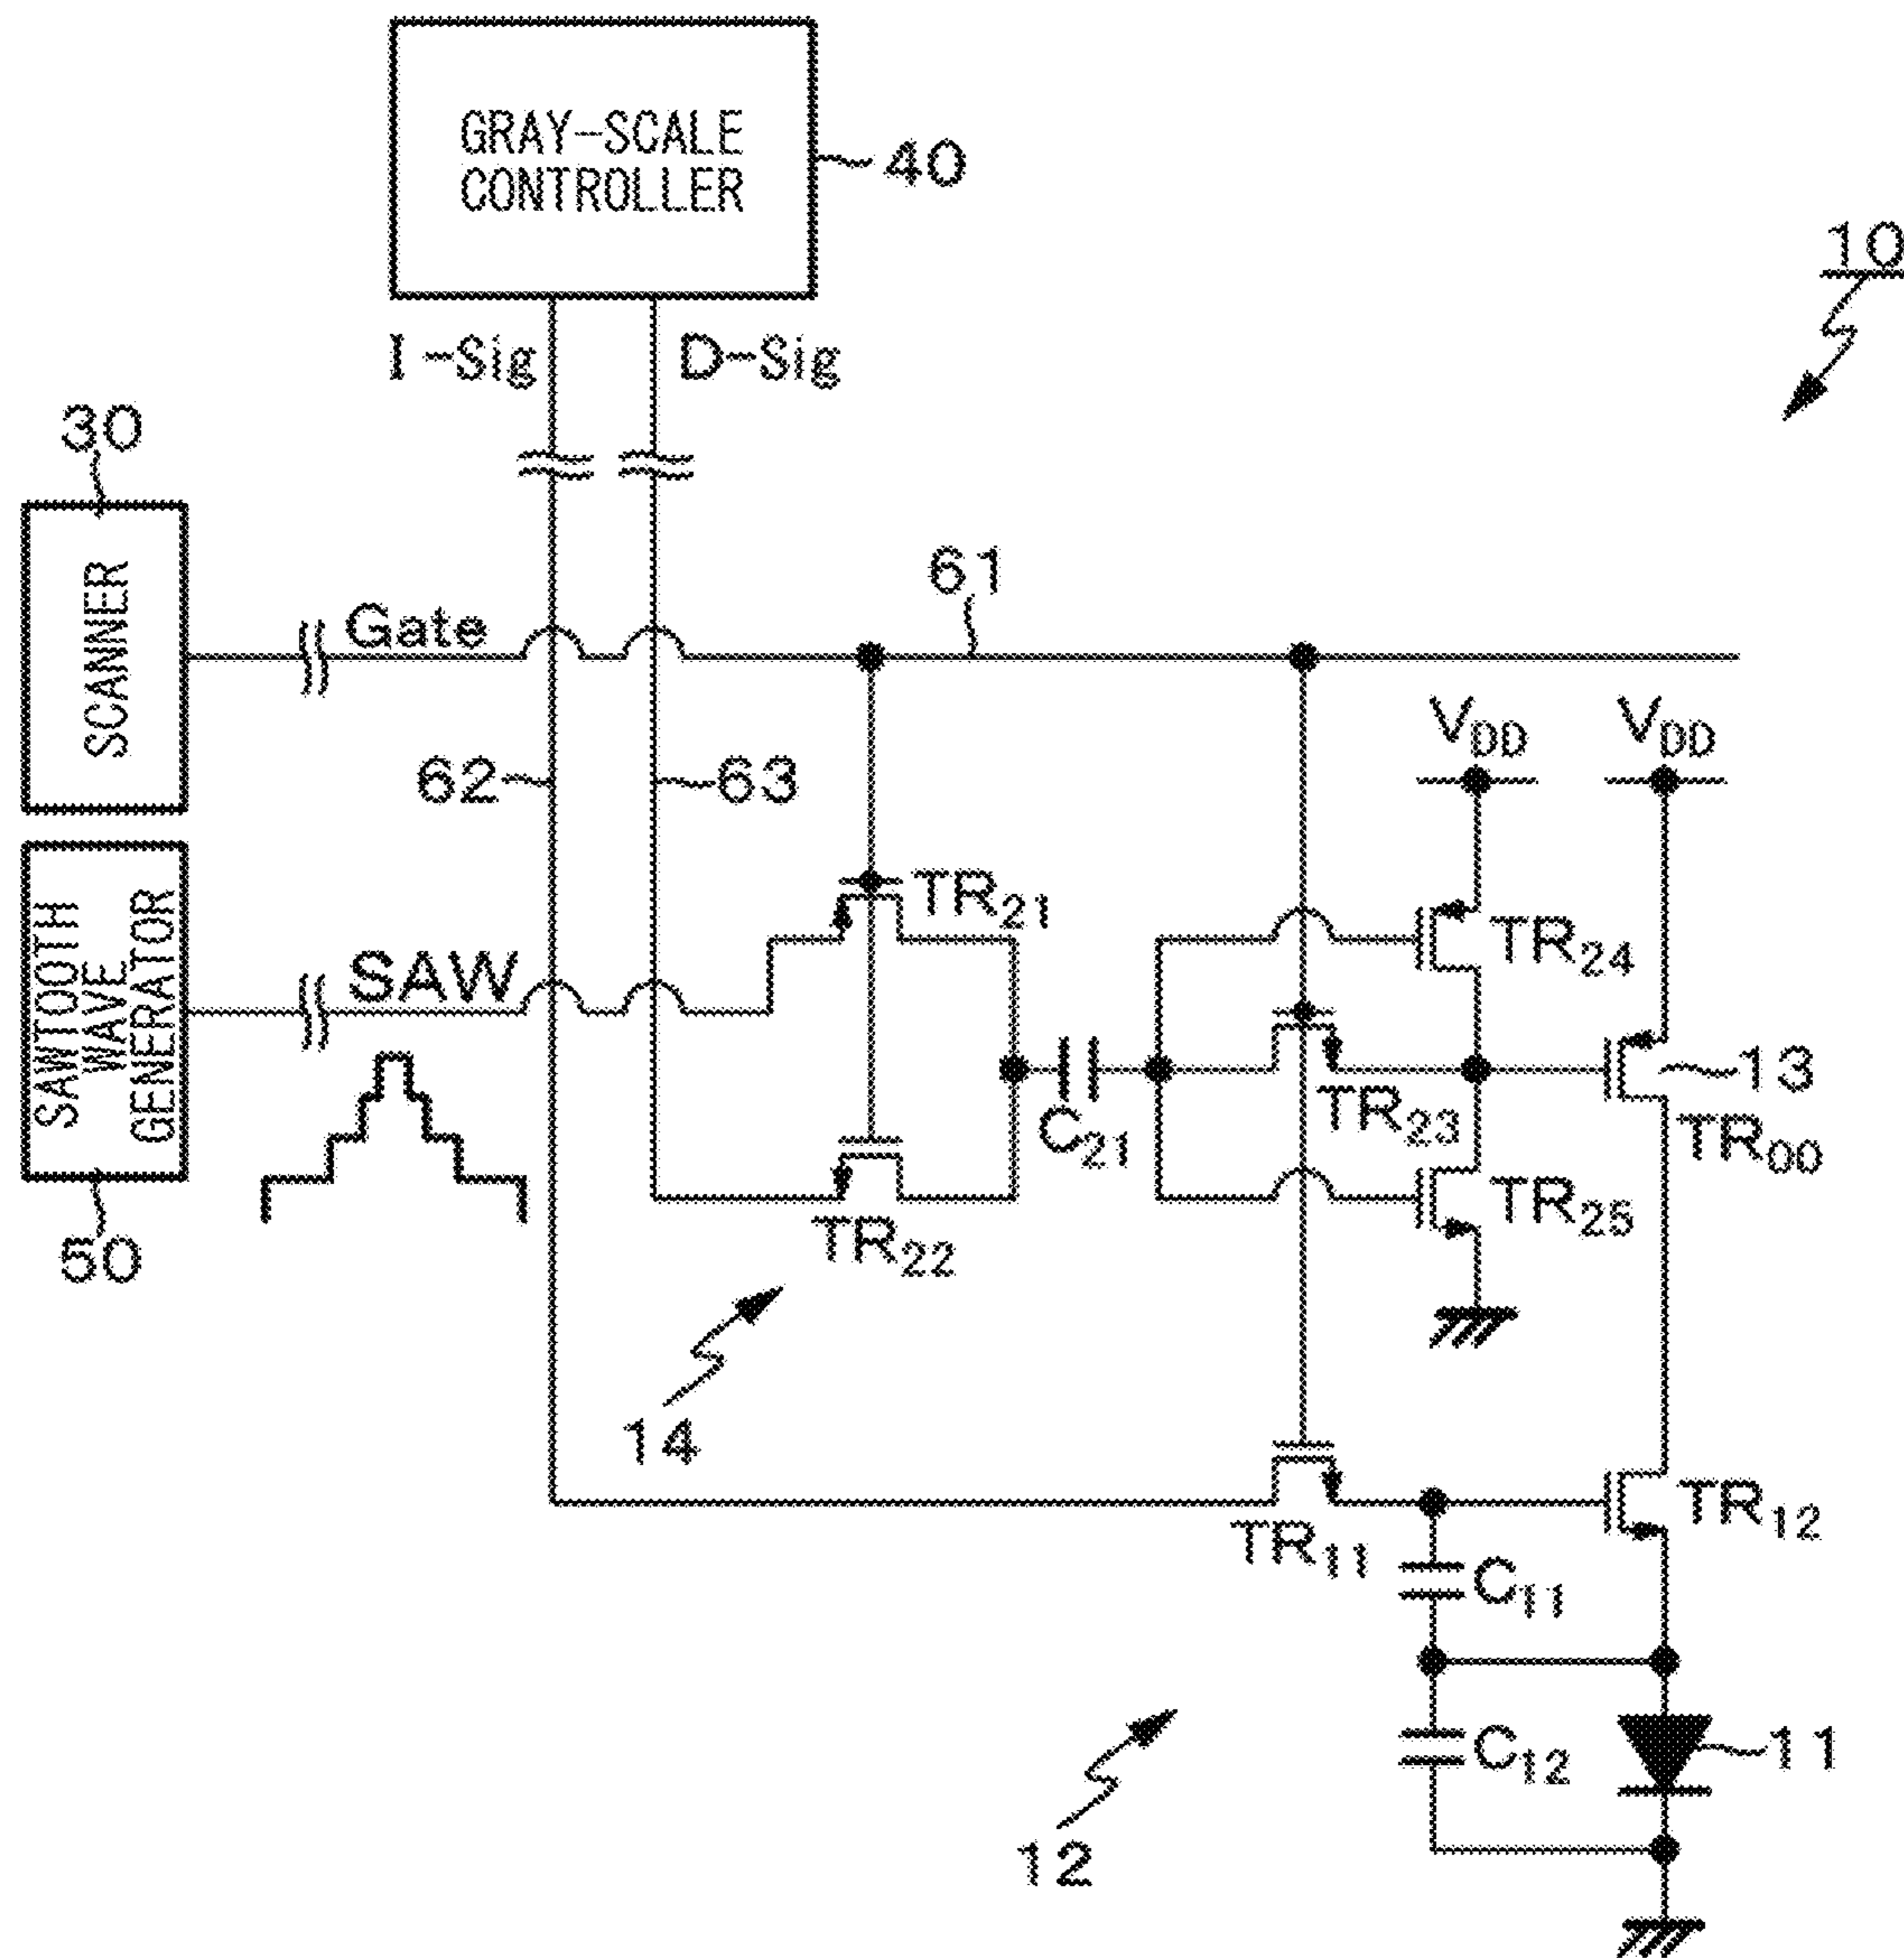 GRAY-SCALE
CONTROLLER
40
10
I-Sig
D-Sig
30
SCANNER
Gate
61
62
63
VDD
VDD
SAWTOOTH
WAVE
GENERATOR
SAW
50
TR21
TR22
C21
TR23
TR24
TR25
13
TR00
14
TR11
TR12
C11
C12
11
12